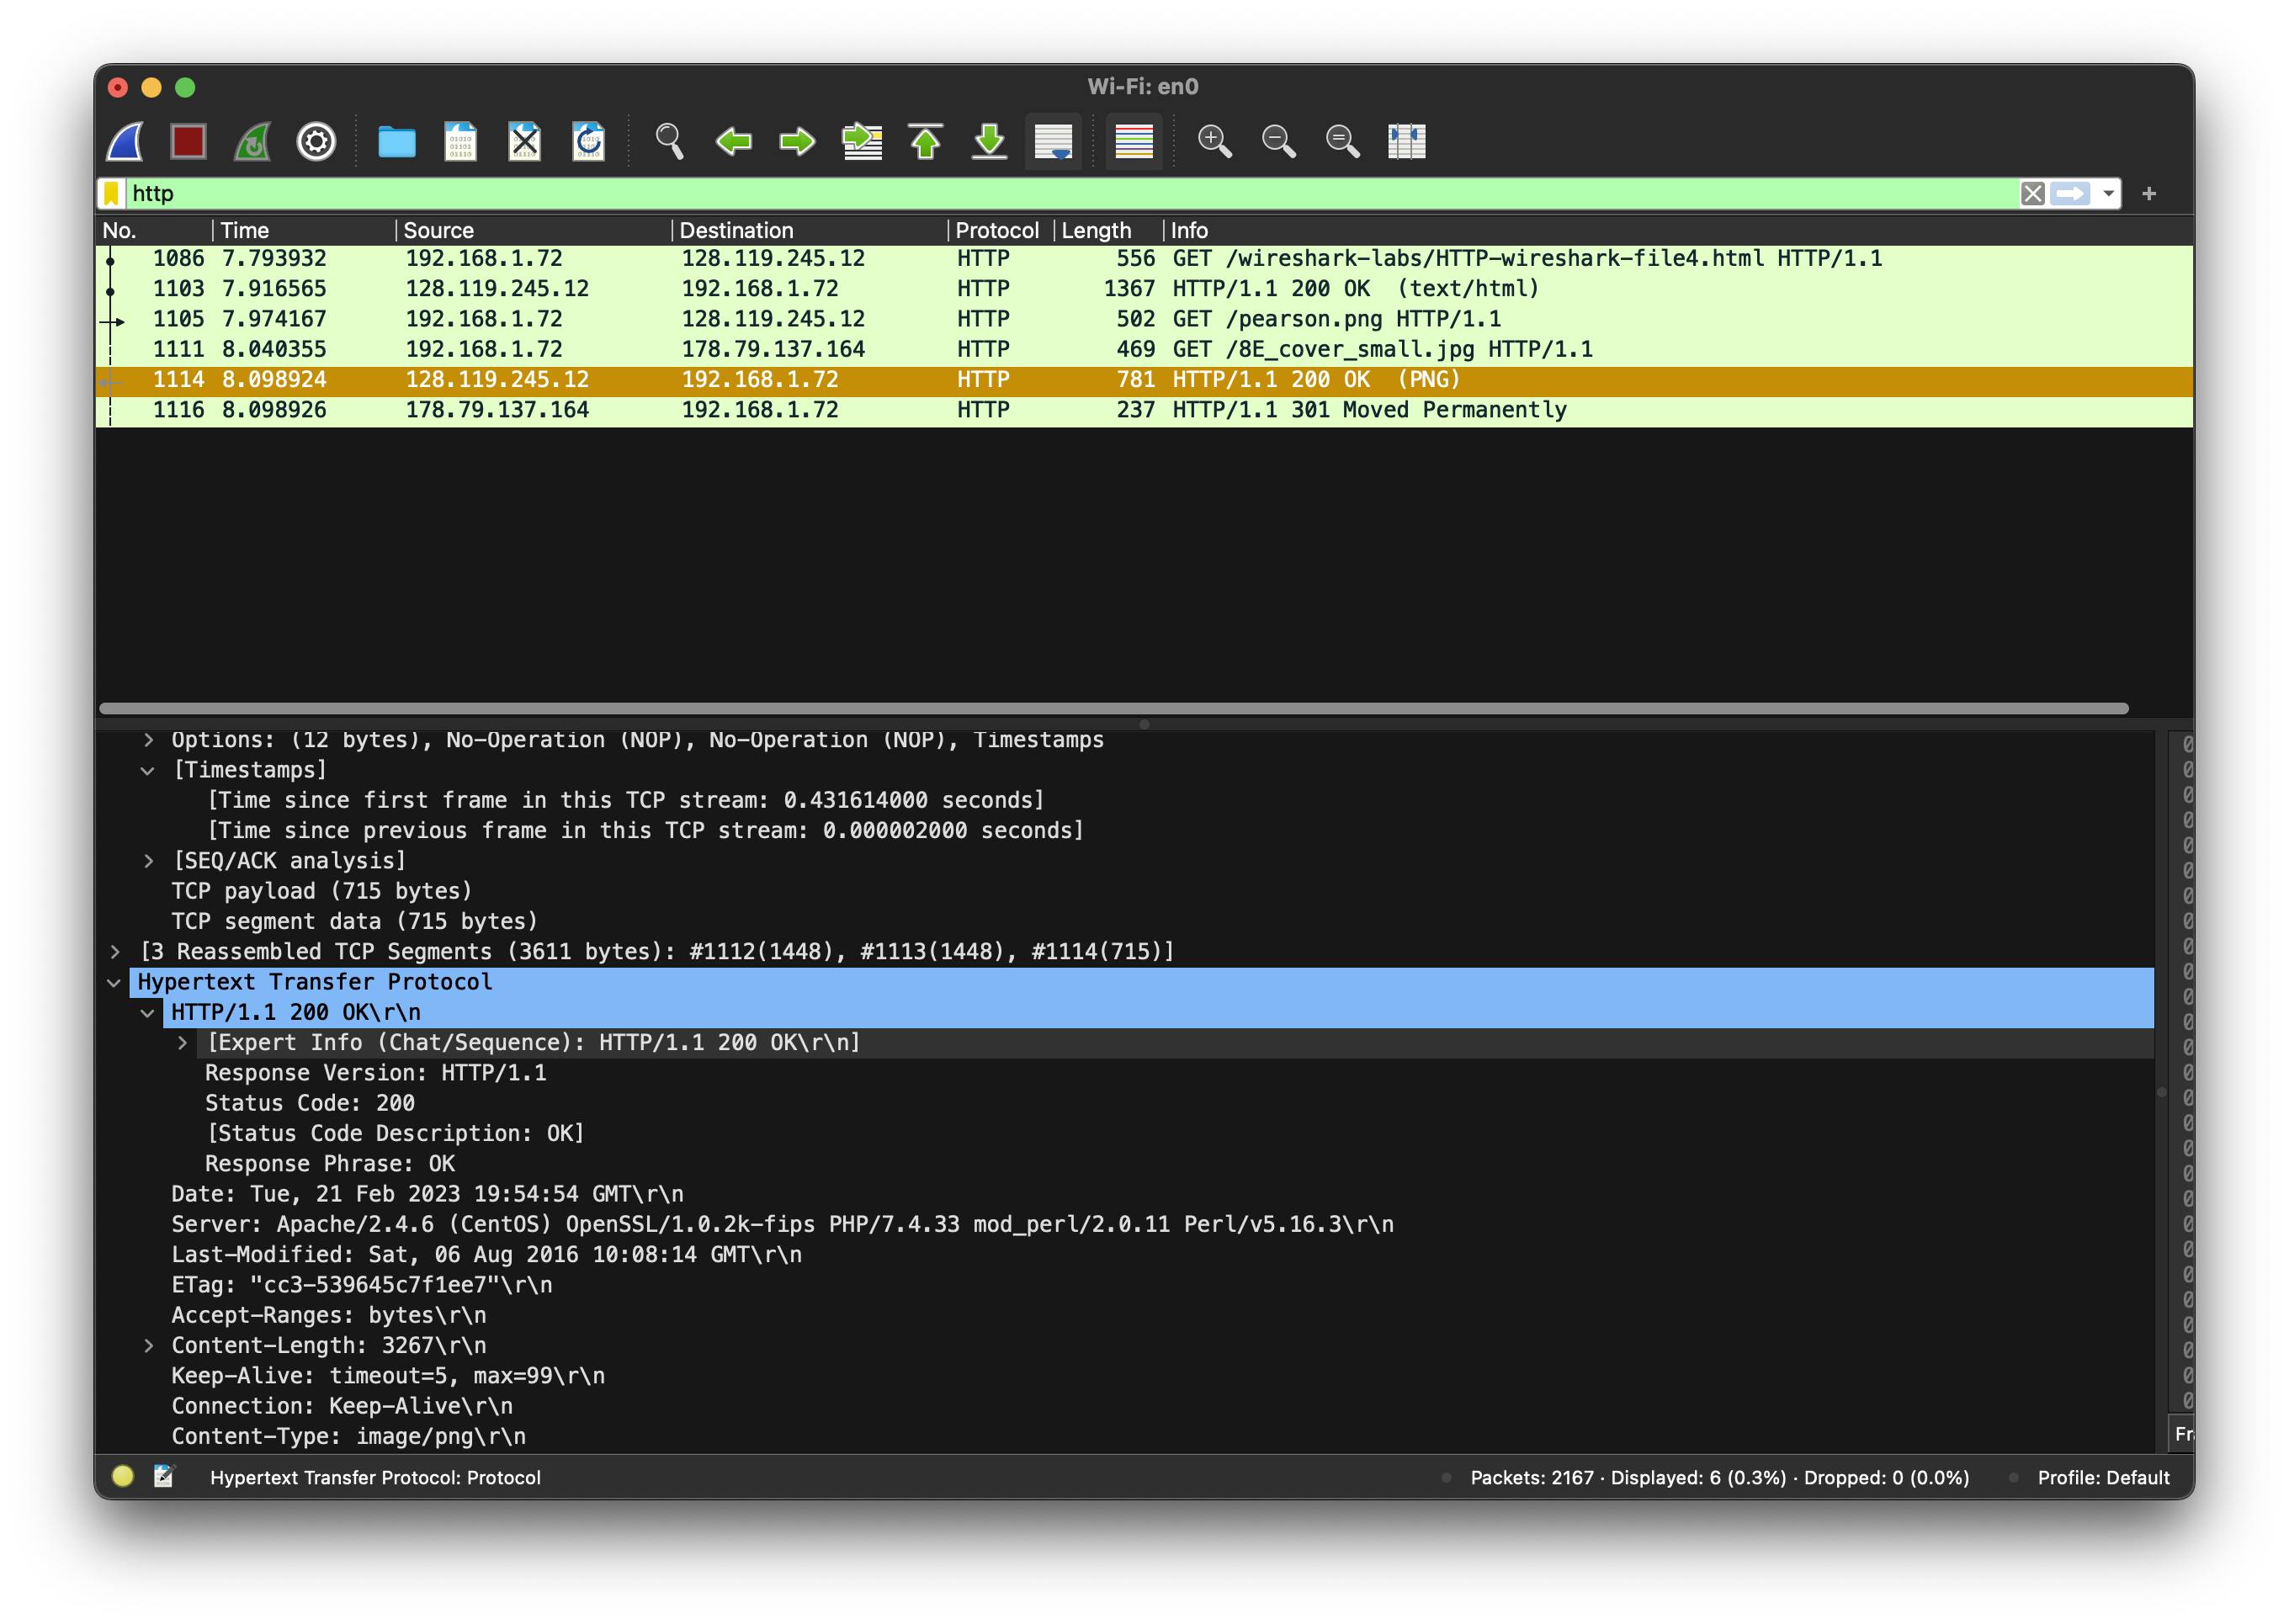 Wi-Fi: en0
http
No. Time Source Destination Protocol Length Info
1086 7.793932 192.168.1.72 128.119.245.12 HTTP 556 GET /wireshark-labs/HTTP-wireshark-file4.html HTTP/1.1
1103 7.916565 128.119.245.12 192.168.1.72 HTTP 1367 HTTP/1.1 200 OK (text/html)
1105 7.974167 192.168.1.72 128.119.245.12 HTTP 502 GET /pearson.png HTTP/1.1
1111 8.040355 192.168.1.72 178.79.137.164 HTTP 469 GET /8E_cover_small.jpg HTTP/1.1
1114 8.098924 128.119.245.12 192.168.1.72 HTTP 781 HTTP/1.1 200 OK (PNG)
1116 8.098926 178.79.137.164 192.168.1.72 HTTP 237 HTTP/1.1 301 Moved Permanently
Options: (12 bytes), No-Operation (NOP), No-Operation (NOP), Timestamps
[Timestamps]
[Time since first frame in this TCP stream: 0.431614000 seconds]
[Time since previous frame in this TCP stream: 0.000002000 seconds]
[SEQ/ACK analysis]
TCP payload (715 bytes)
TCP segment data (715 bytes)
[3 Reassembled TCP Segments (3611 bytes): #1112(1448), #1113(1448), #1114(715)]
Hypertext Transfer Protocol
HTTP/1.1 200 OK\r\n
[Expert Info (Chat/Sequence): HTTP/1.1 200 OK\r\n]
Response Version: HTTP/1.1
Status Code: 200
[Status Code Description: OK]
Response Phrase: OK
Date: Tue, 21 Feb 2023 19:54:54 GMT\r\n
Server: Apache/2.4.6 (CentOS) OpenSSL/1.0.2k-fips PHP/7.4.33 mod_perl/2.0.11 Perl/v5.16.3\r\n
Last-Modified: Sat, 06 Aug 2016 10:08:14 GMT\r\n
ETag: "cc3-539645c7f1ee7"\r\n
Accept-Ranges: bytes\r\n
Content-Length: 3267\r\n
Keep-Alive: timeout=5, max=99\r\n
Connection: Keep-Alive\r\n
Content-Type: image/png\r\n
Hypertext Transfer Protocol: Protocol
Packets: 2167 · Displayed: 6 (0.3%) · Dropped: 0 (0.0%)
Profile: Default